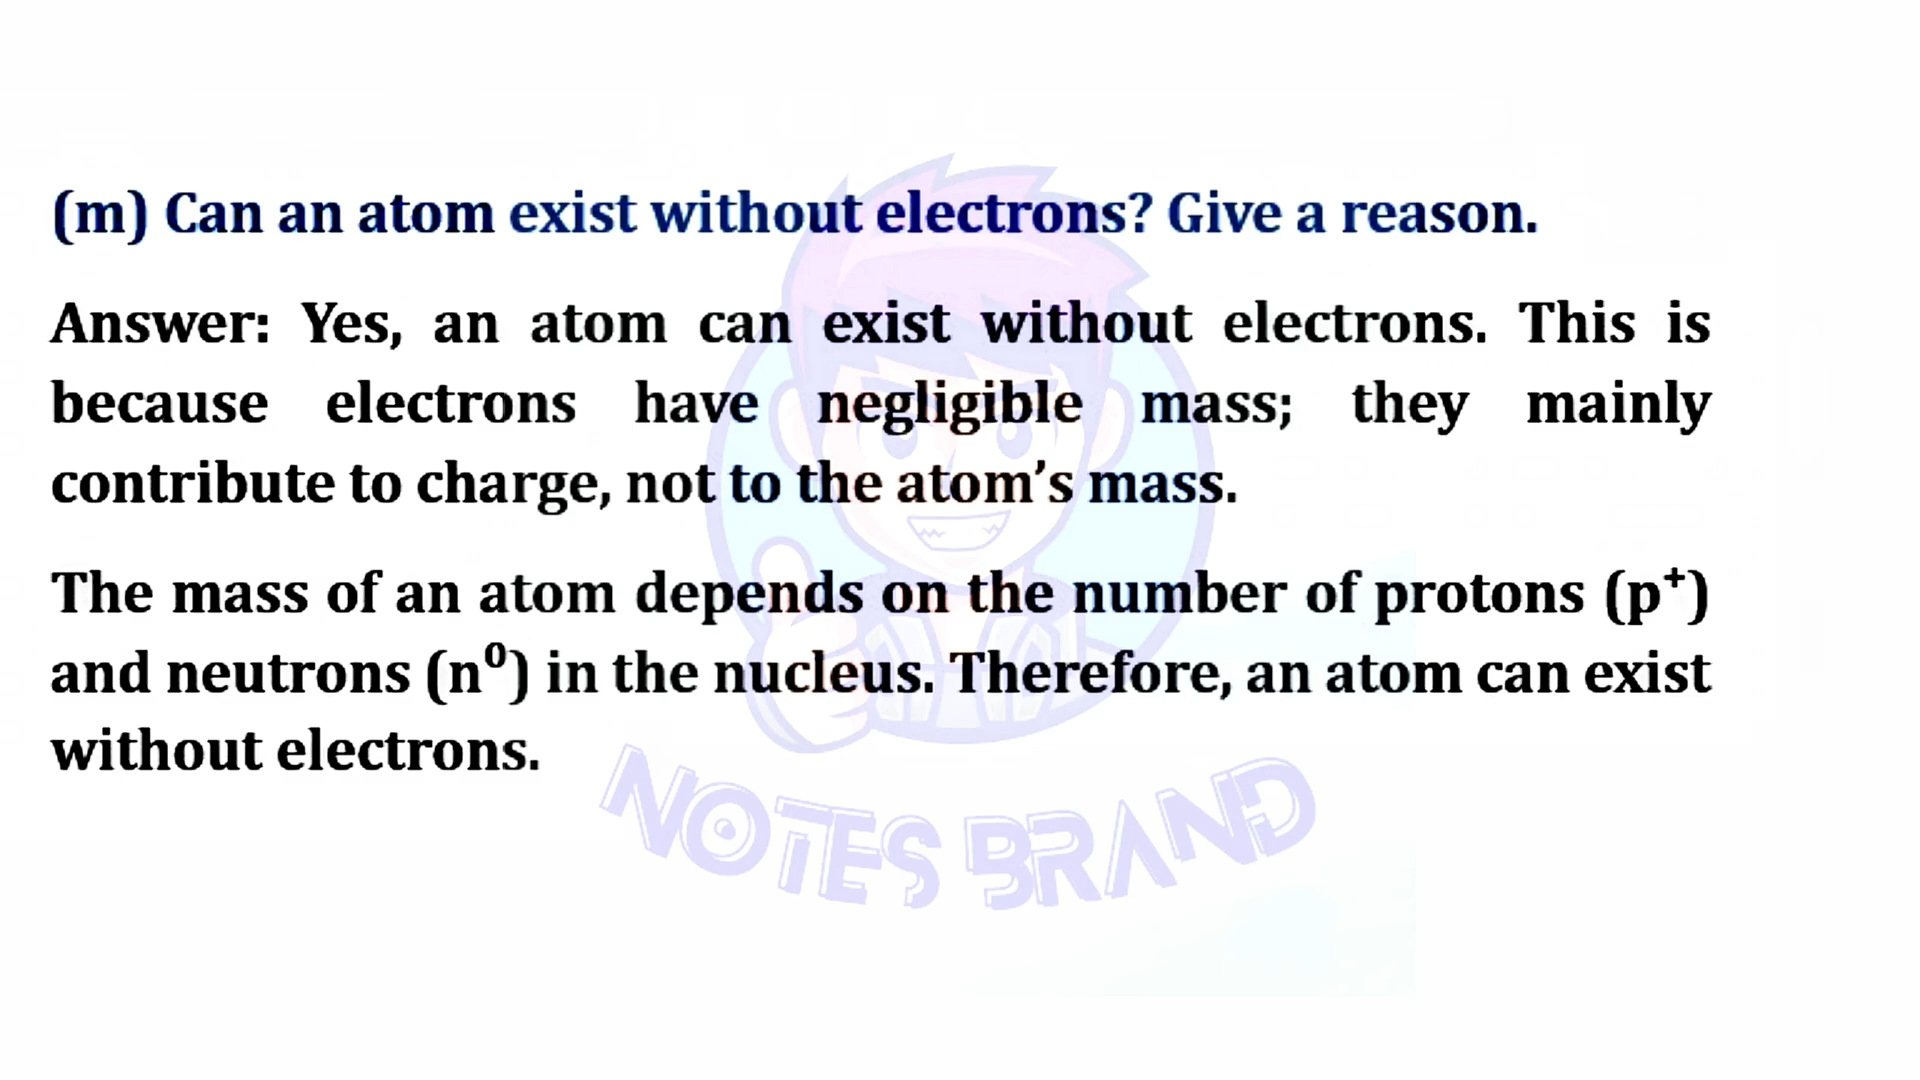 (m) Can an atom exist without electrons? Give a reason.
Answer: Yes, an atom can exist without electrons. This is
because electrons have negligible mass; they mainly
contribute to charge, not to the atom’s mass.
The mass of an atom depends on the number of protons (p⁺)
and neutrons (n⁰) in the nucleus. Therefore, an atom can exist
without electrons.
NOTES BRAND